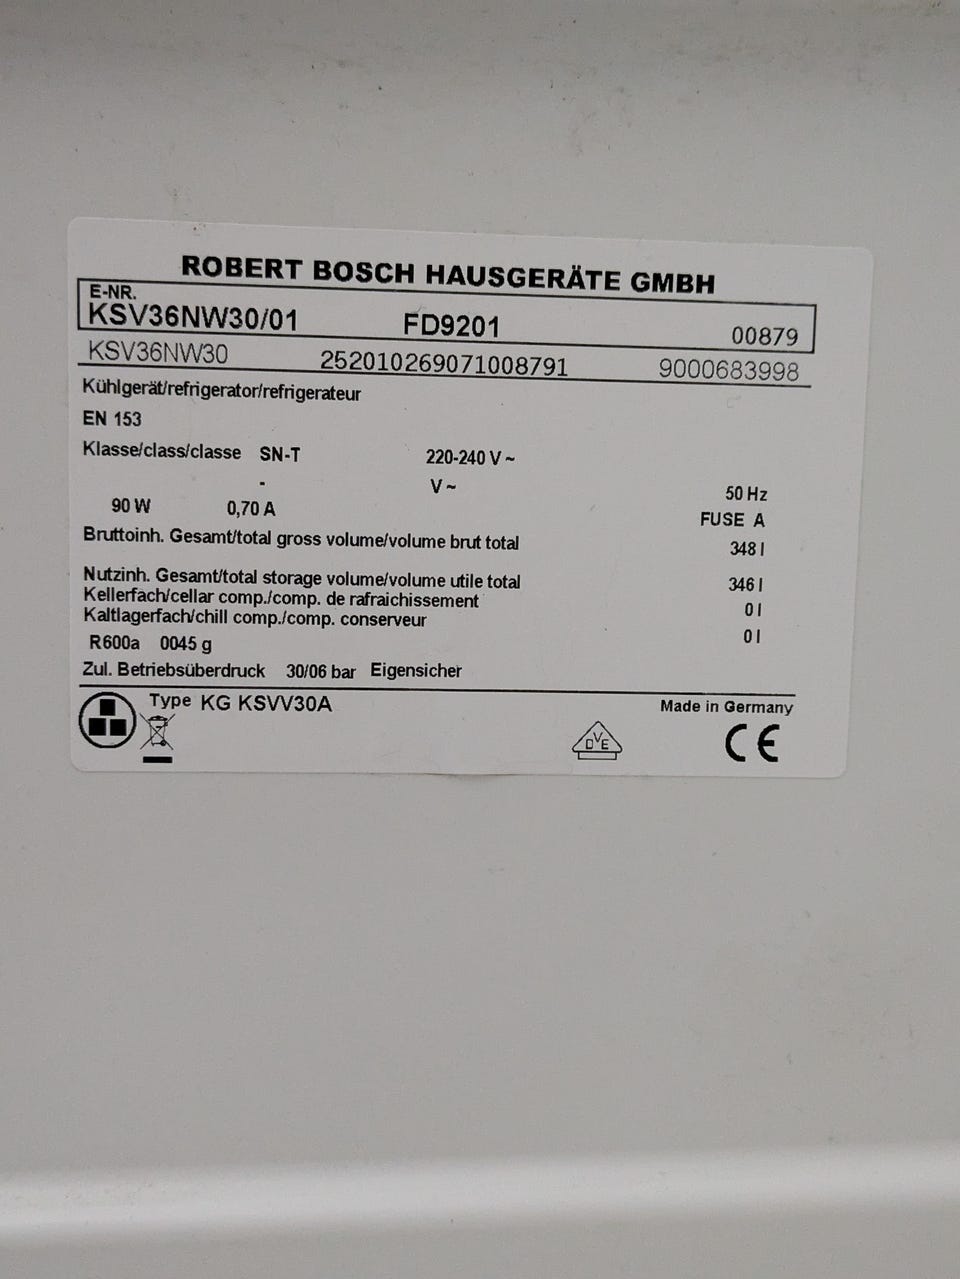 ROBERT BOSCH HAUSGERÄTE GMBH
E-NR.
KSV36NW30/01 FD9201 00879
KSV36NW30 252010269071008791 9000683998
Kühlgerät/refrigerator/refrigerateur
EN 153
Klasse/class/classe SN-T 220-240 V ~
- V ~ 50 Hz
90 W 0,70 A FUSE A
Bruttoinh. Gesamt/total gross volume/volume brut total 348 l
Nutzinh. Gesamt/total storage volume/volume utile total 346 l
Kellerfach/cellar comp./comp. de rafraichissement 0 l
Kaltlagerfach/chill comp./comp. conserveur 0 l
R600a 0045 g
Zul. Betriebsüberdruck 30/06 bar Eigensicher
Type KG KSVV30A Made in Germany
DVE CE